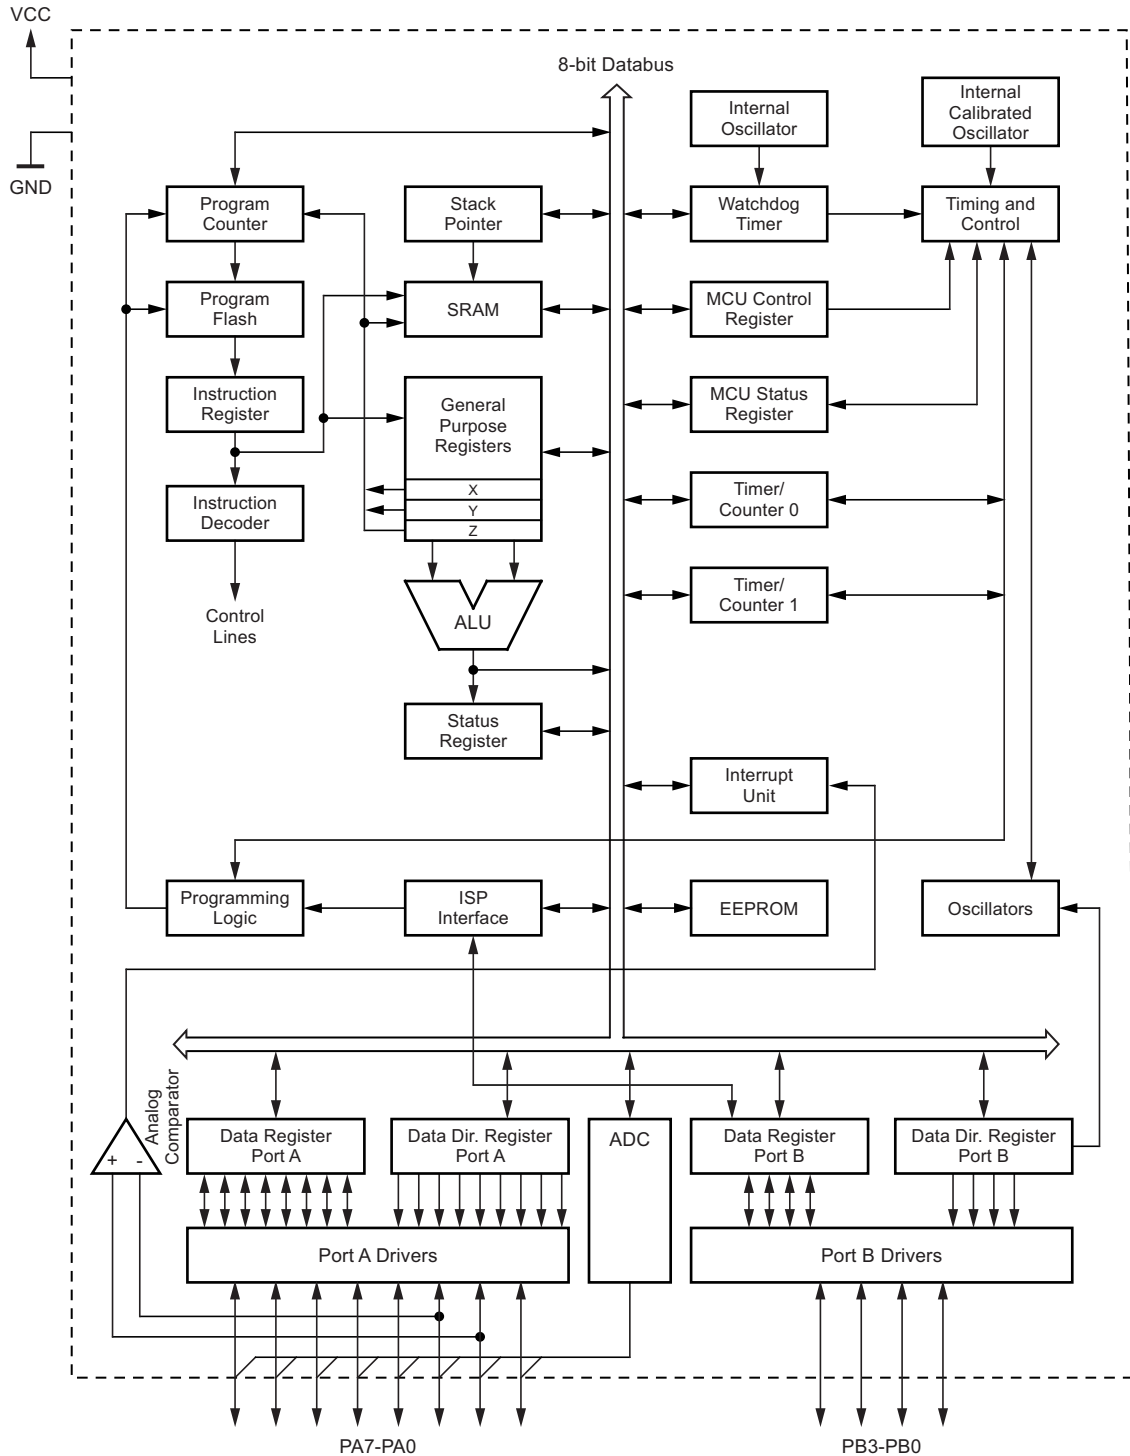 VCC
GND
8-bit Databus
Internal
Oscillator
Internal
Calibrated
Oscillator
Program
Counter
Stack
Pointer
Watchdog
Timer
Timing and
Control
Program
Flash
SRAM
MCU Control
Register
Instruction
Register
General
Purpose
Registers
X
Y
Z
MCU Status
Register
Instruction
Decoder
Timer/
Counter 0
Control
Lines
ALU
Timer/
Counter 1
Status
Register
Interrupt
Unit
Programming
Logic
ISP
Interface
EEPROM
Oscillators
Analog
Comparator
+ -
Data Register
Port A
Data Dir. Register
Port A
ADC
Data Register
Port B
Data Dir. Register
Port B
Port A Drivers
Port B Drivers
PA7-PA0
PB3-PB0